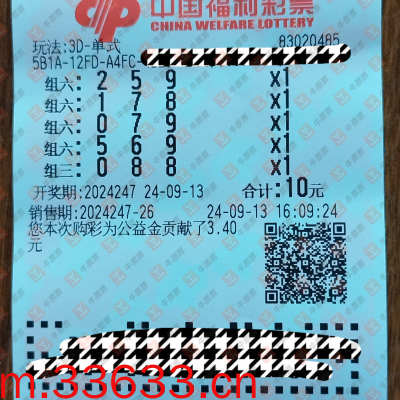 中国福利彩票
CHINA WELFARE LOTTERY
玩法:3D-单式 83020485
5B1A-12FD-A4FC-
组六: 2 5 9 X1
组六: 1 7 8 X1
组六: 0 7 9 X1
组六: 5 6 9 X1
组三: 0 8 8 X1
开奖期:2024247 24-09-13 合计:10元
销售期:2024247-26 24-09-13 16:09:24
您本次购彩为公益金贡献了3.40
元
m.33633.cn